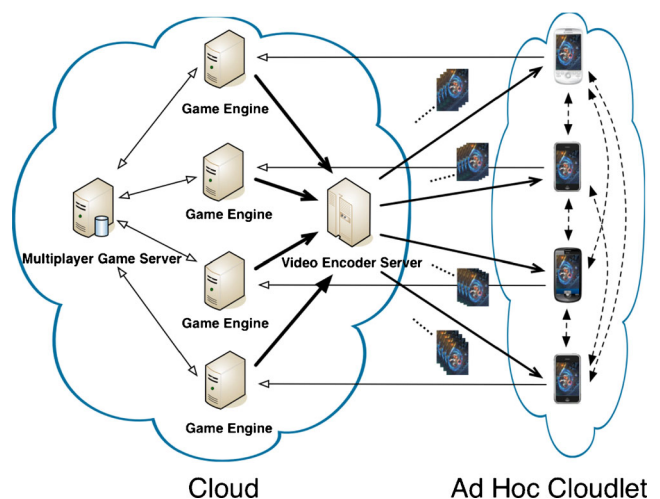 Game Engine
Game Engine
Multiplayer Game Server
Video Encoder Server
Game Engine
Game Engine
Cloud
Ad Hoc Cloudlet